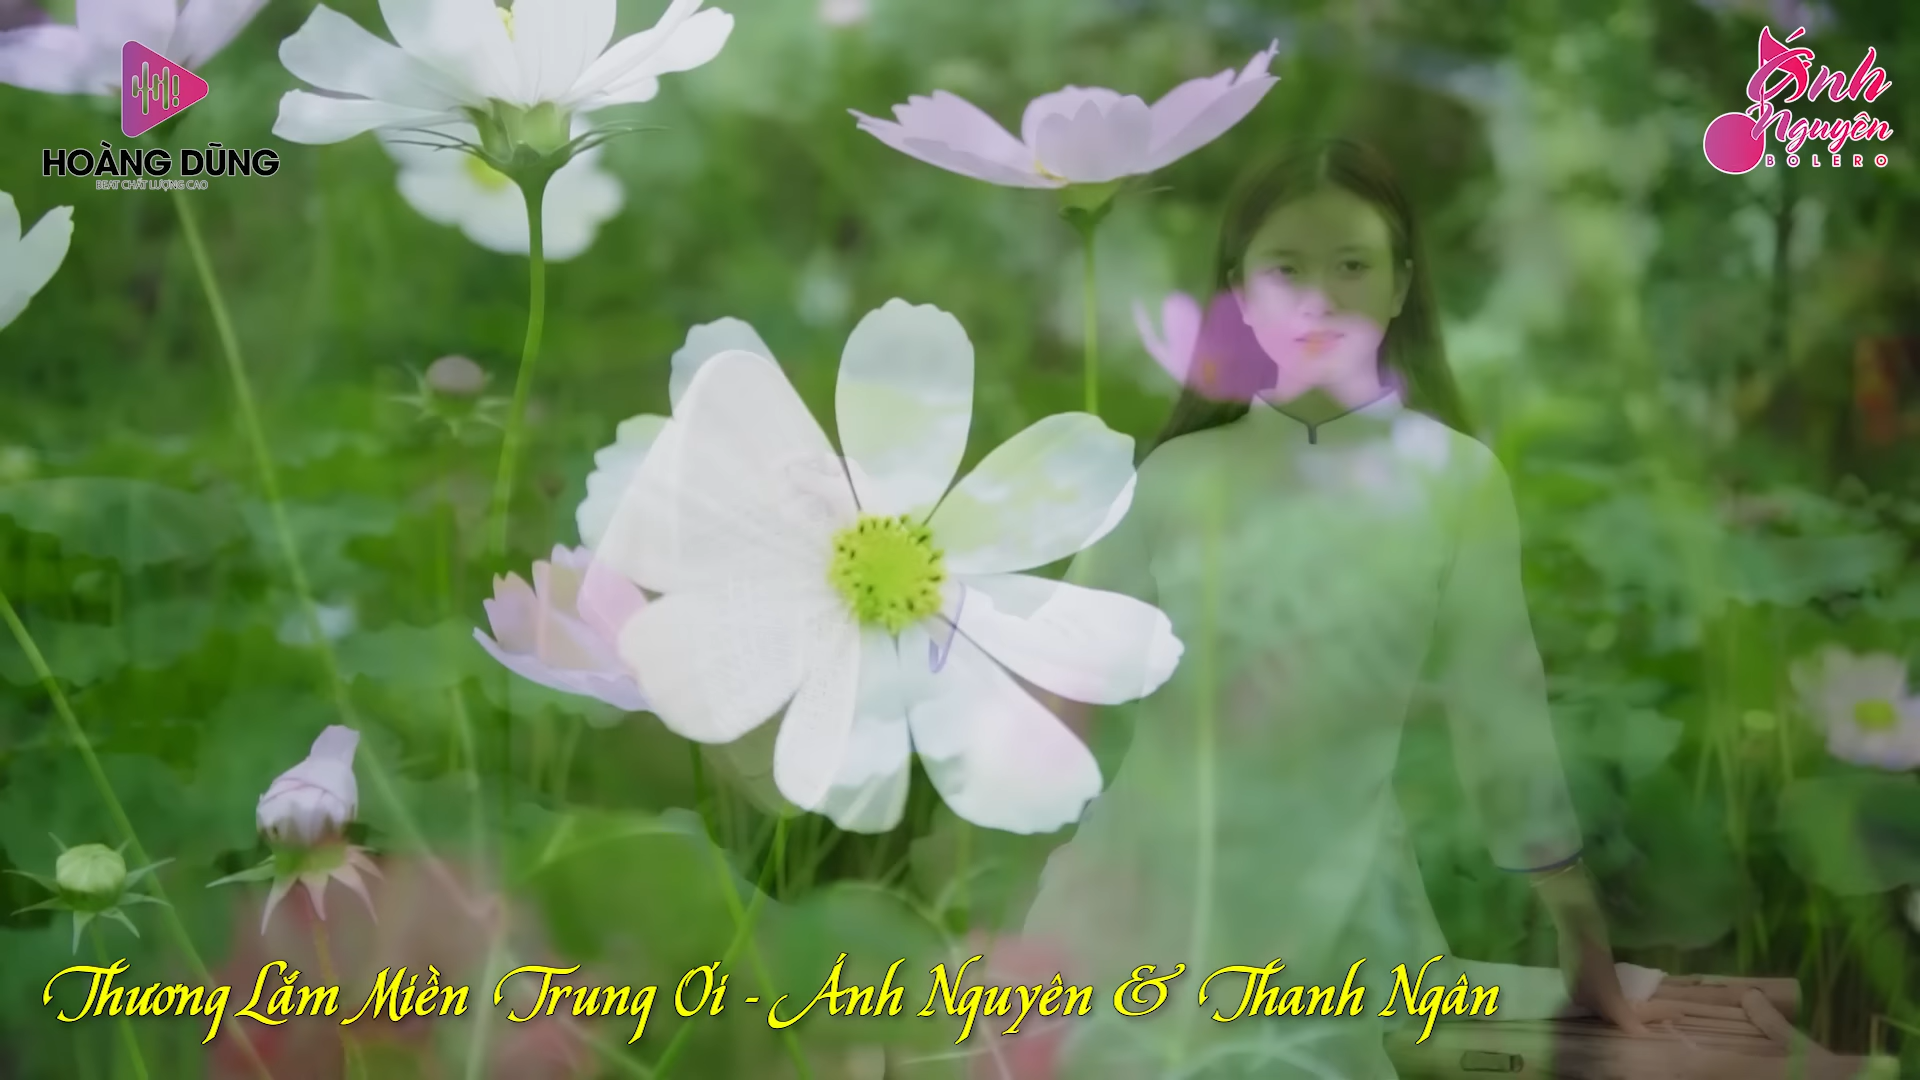 HOÀNG DŨNG
BEAT CHẤT LƯỢNG CAO
Ánh
Nguyên
BOLERO
Thương Lắm Miền Trung Ơi - Ánh Nguyên & Thanh Ngân